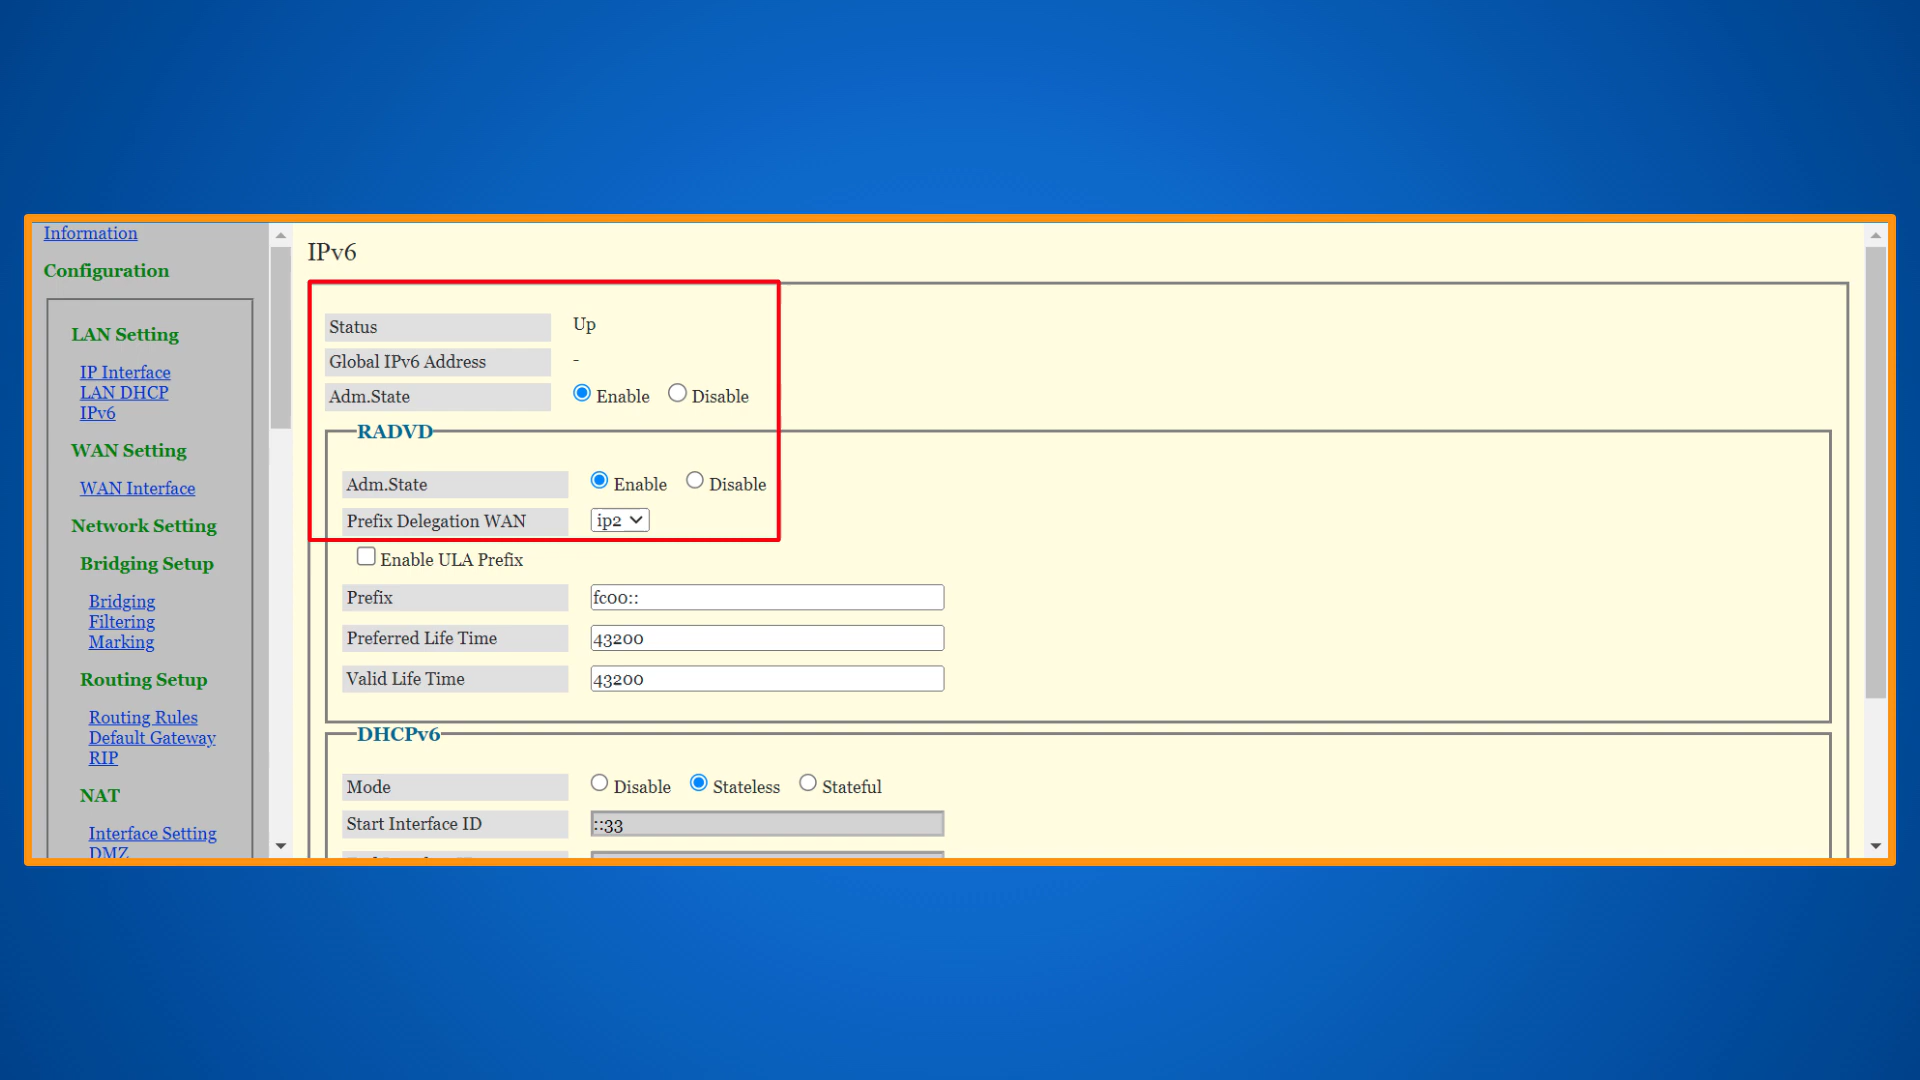 Information
Configuration
LAN Setting
IP Interface
LAN DHCP
IPv6
WAN Setting
WAN Interface
Network Setting
Bridging Setup
Bridging
Filtering
Marking
Routing Setup
Routing Rules
Default Gateway
RIP
NAT
Interface Setting
DMZ
IPv6
Status Up
Global IPv6 Address -
Adm.State Enable Disable
RADVD
Adm.State Enable Disable
Prefix Delegation WAN ip2
Enable ULA Prefix
Prefix fc00::
Preferred Life Time 43200
Valid Life Time 43200
DHCPv6
Mode Disable Stateless Stateful
Start Interface ID ::33